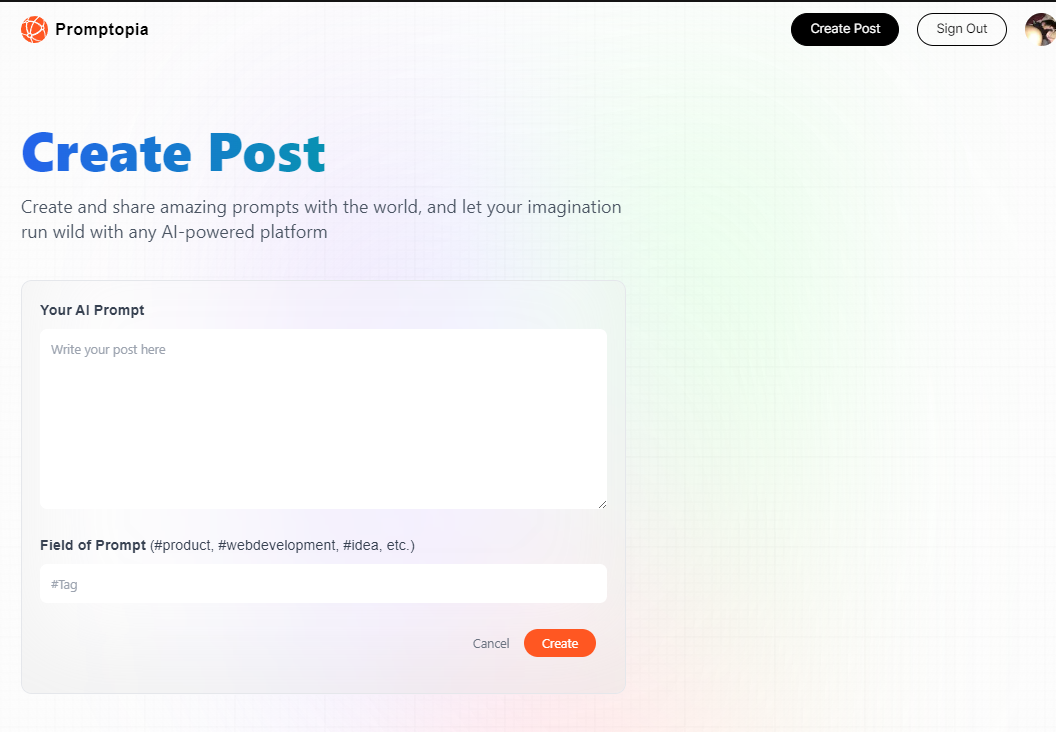 Promptopia
Create Post
Sign Out
Create Post
Create and share amazing prompts with the world, and let your imagination
run wild with any AI-powered platform
Your AI Prompt
Write your post here
Field of Prompt (#product, #webdevelopment, #idea, etc.)
#Tag
Cancel
Create